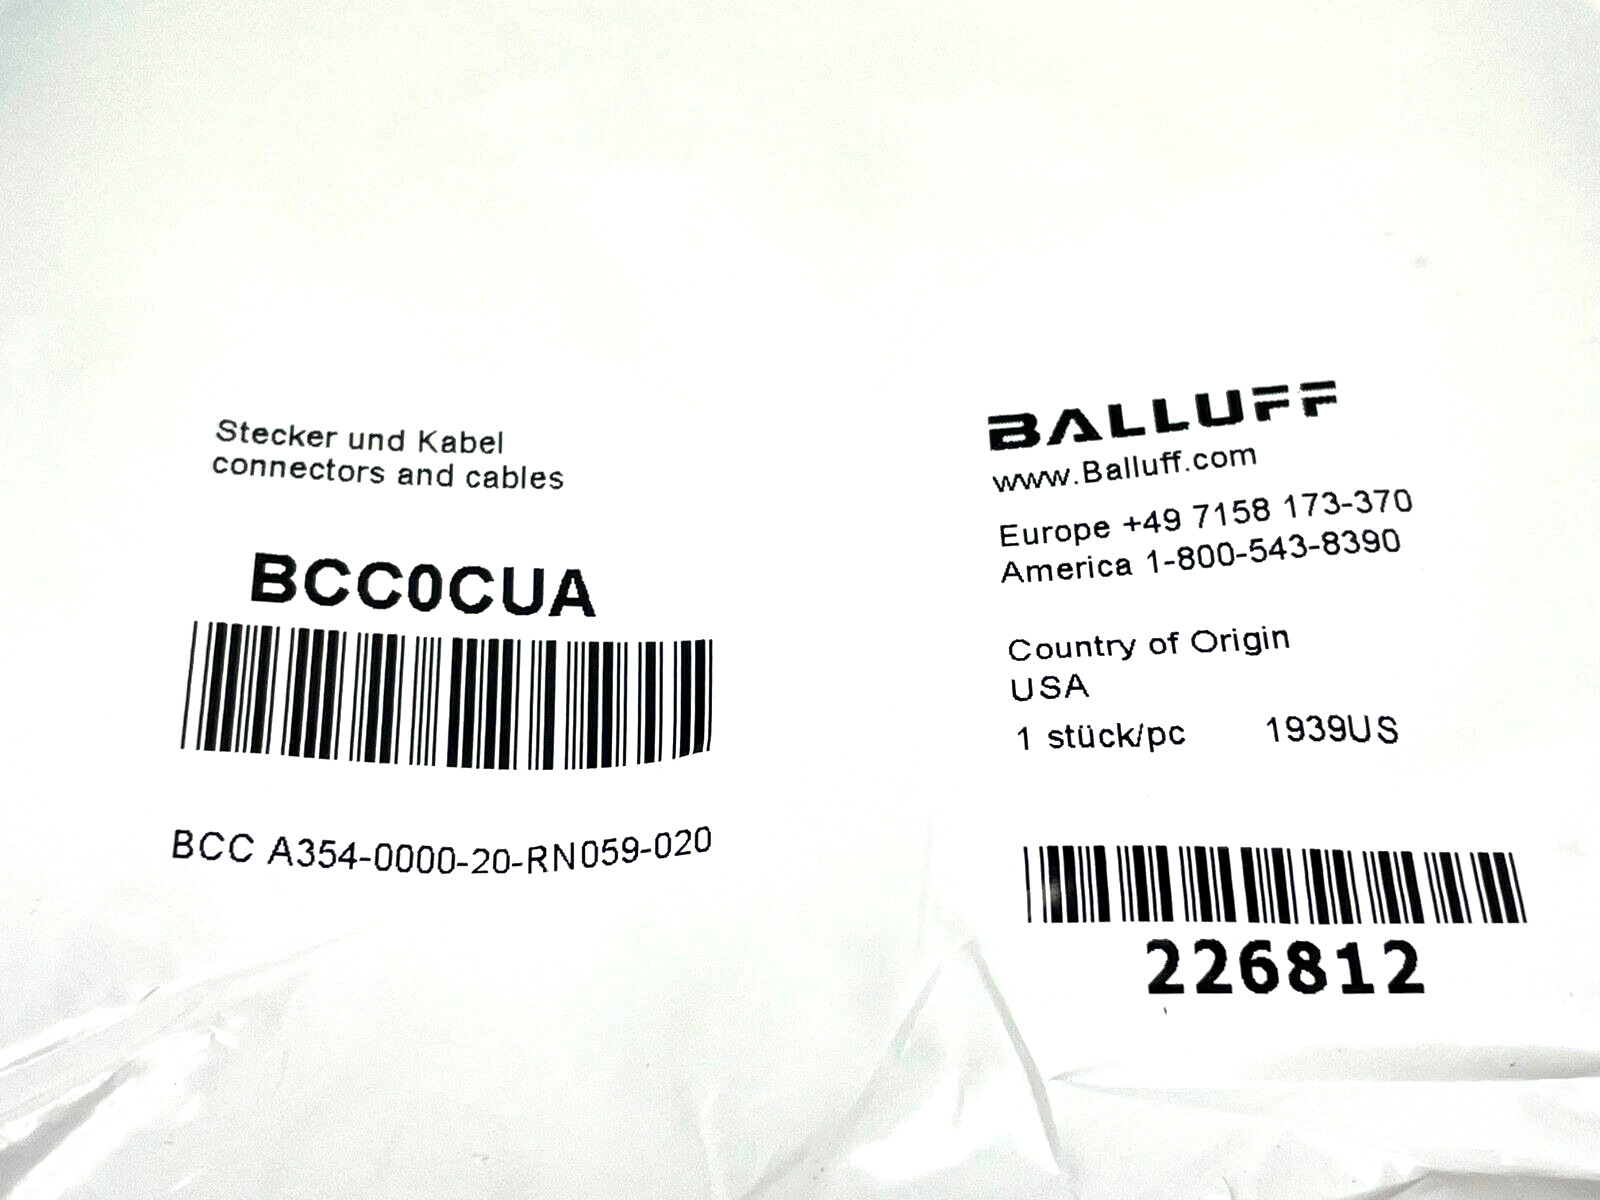 Stecker und Kabel
connectors and cables
BCC0CUA
BCC A354-0000-20-RN059-020
BALLUFF
www.Balluff.com
Europe +49 7158 173-370
America 1-800-543-8390
Country of Origin
USA
1 stück/pc 1939US
226812